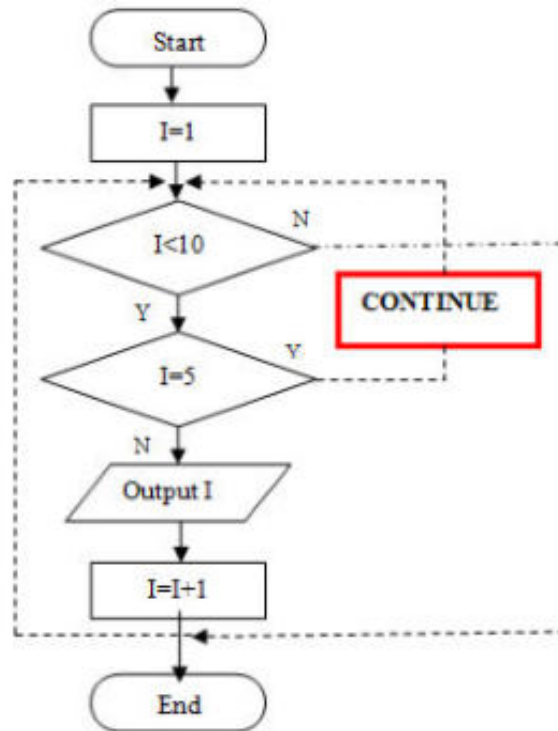 Start
I=1
I<10
N
CONTINUE
Y
I=5
Y
N
Output I
I=I+1
End